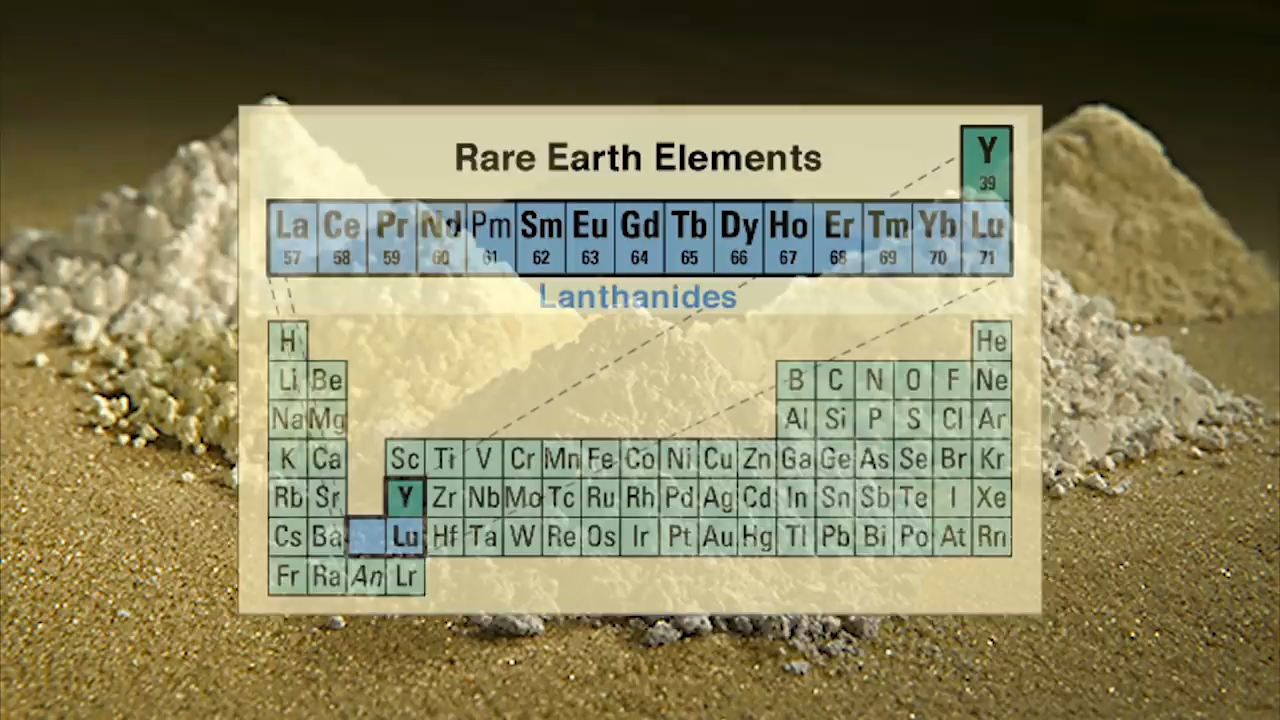 Rare Earth Elements
Y
39
La Ce Pr Nd Pm Sm Eu Gd Tb Dy Ho Er Tm Yb Lu
57 58 59 60 61 62 63 64 65 66 67 68 69 70 71
Lanthanides
H He
Li Be B C N O F Ne
Na Mg Al Si P S Cl Ar
K Ca Sc Ti V Cr Mn Fe Co Ni Cu Zn Ga Ge As Se Br Kr
Rb Sr Y Zr Nb Mo Tc Ru Rh Pd Ag Cd In Sn Sb Te I Xe
Cs Ba Lu Hf Ta W Re Os Ir Pt Au Hg Tl Pb Bi Po At Rn
Fr Ra An Lr